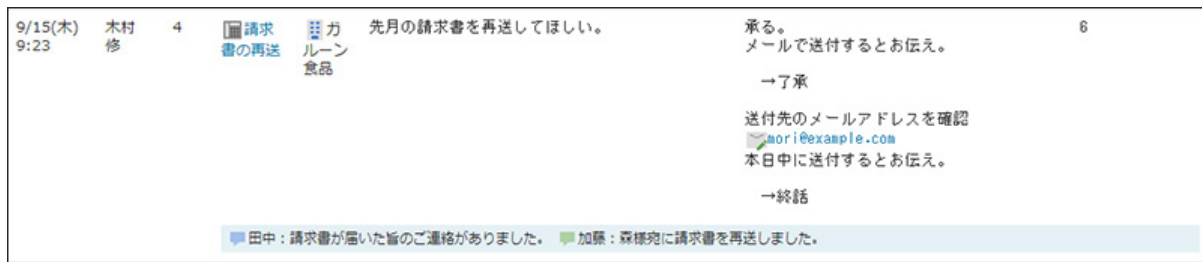 9/15(木)
9:23
木村
修
4
請求
書の再送
ガ
ルーン
食品
先月の請求書を再送してほしい。
承る。
メールで送付するとお伝え。
→了承
送付先のメールアドレスを確認
mori@example.com
本日中に送付するとお伝え。
→終話
6
田中：請求書が届いた旨のご連絡がありました。 加藤：森様宛に請求書を再送しました。